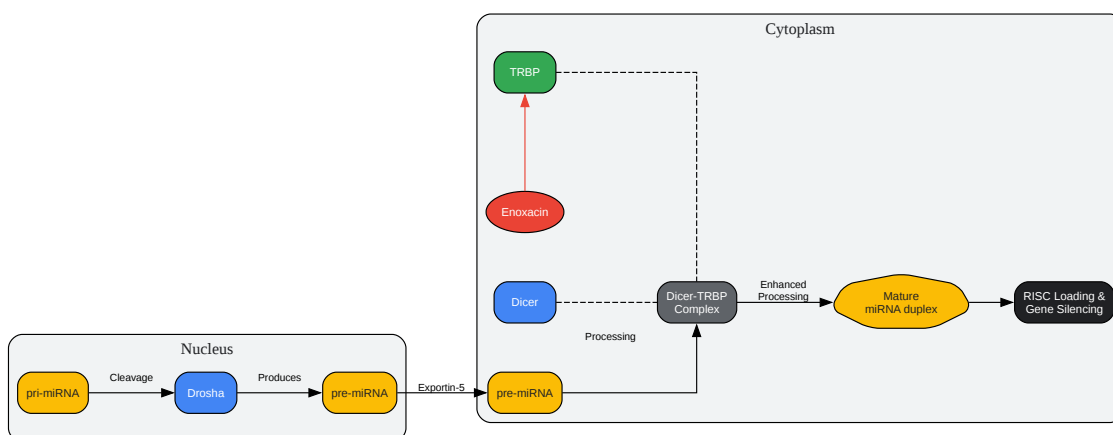 Cytoplasm
TRBP
Enoxacin
Dicer
Dicer-TRBP
Complex
Enhanced
Processing
Mature
miRNA duplex
RISC Loading &
Gene Silencing
Processing
Nucleus
pri-miRNA
Cleavage
Drosha
Produces
pre-miRNA
Exportin-5
pre-miRNA